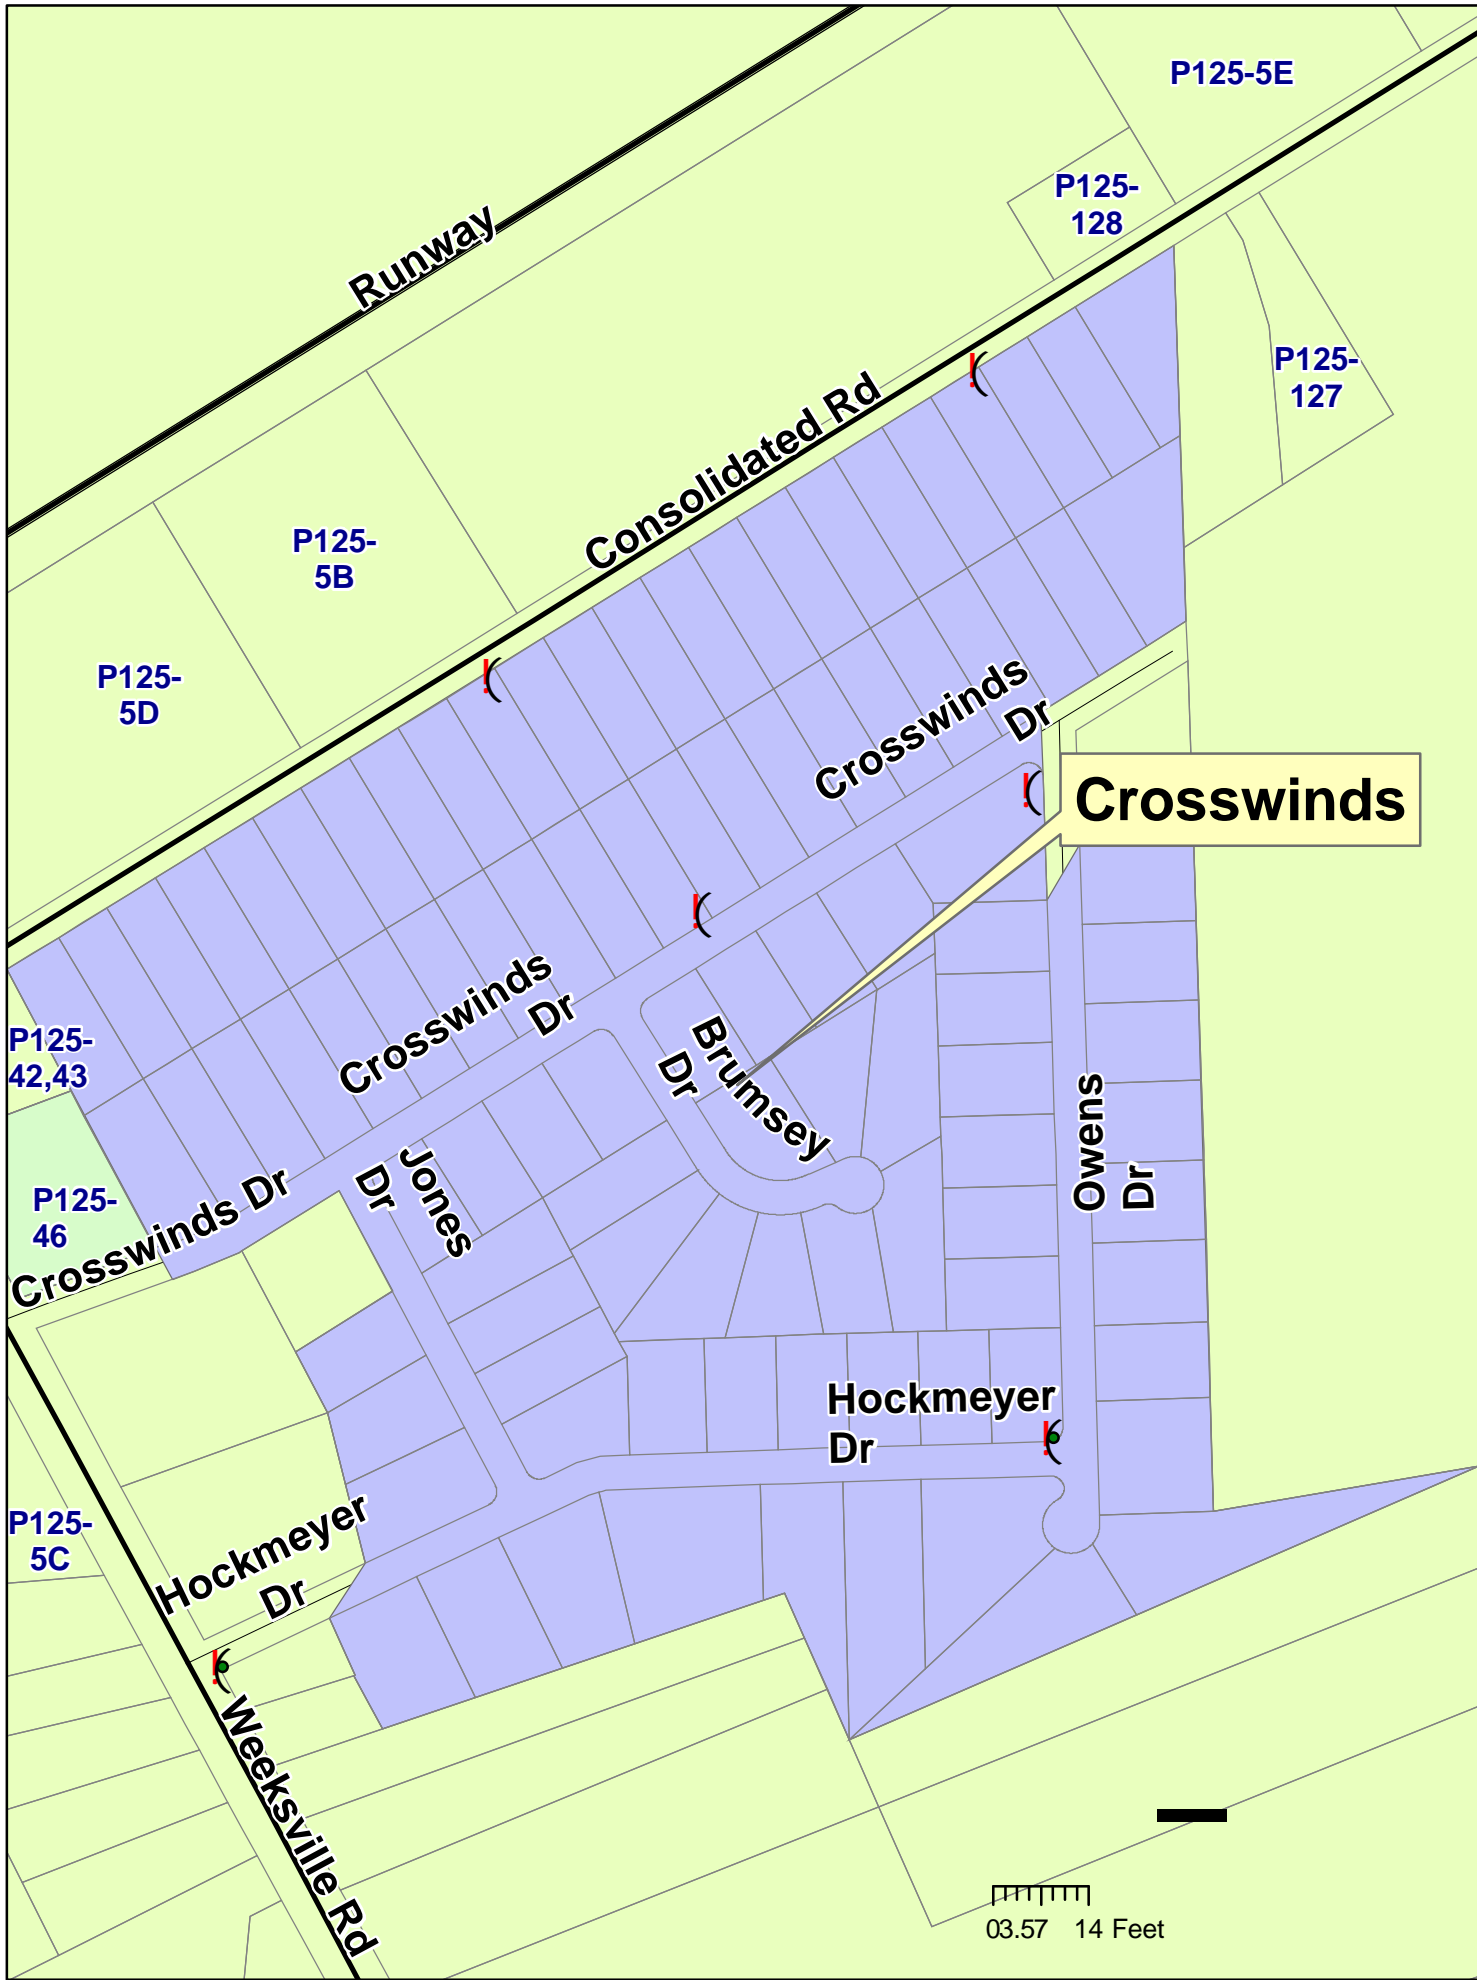 P125-5E
P125-
128
Runway
P125-
127
Consolidated Rd
P125-
5B
P125-
5D
Crosswinds
Dr
Crosswinds
Crosswinds
Dr
P125-
42,43
Brumsey
Dr
Owens
Dr
Jones
Dr
P125-
46
Crosswinds Dr
Hockmeyer
Dr
P125-
5C
Hockmeyer
Dr
Weeksville Rd
03.57 14 Feet